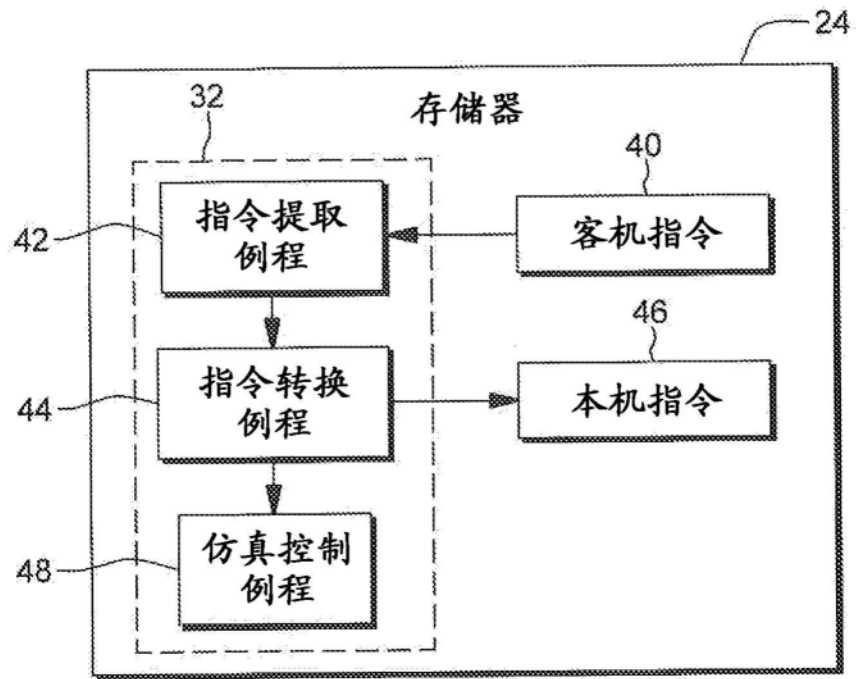 24
存储器
32
40
42
指令提取
例程
客机指令
46
44
指令转换
例程
本机指令
48
仿真控制
例程